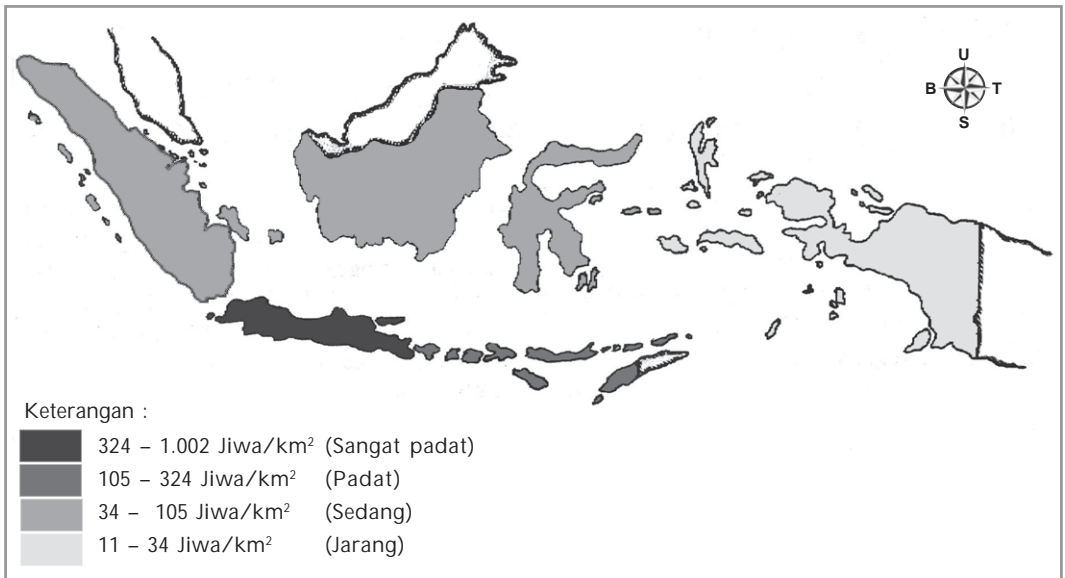 U
B T
S
Keterangan :
324 – 1.002 Jiwa/km² (Sangat padat)
105 – 324 Jiwa/km² (Padat)
34 – 105 Jiwa/km² (Sedang)
11 – 34 Jiwa/km² (Jarang)